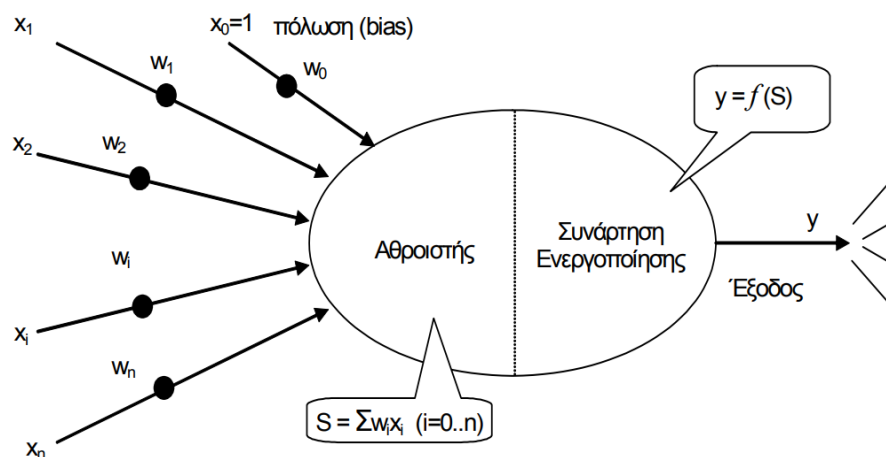 x₁
x₀=1 πόλωση (bias)
w₁
w₀
y = f (S)
x₂
w₂
y
Αθροιστής
Συνάρτηση
Ενεργοποίησης
wᵢ
Έξοδος
xᵢ
wₙ
S = Σwᵢxᵢ (i=0..n)
xₙ